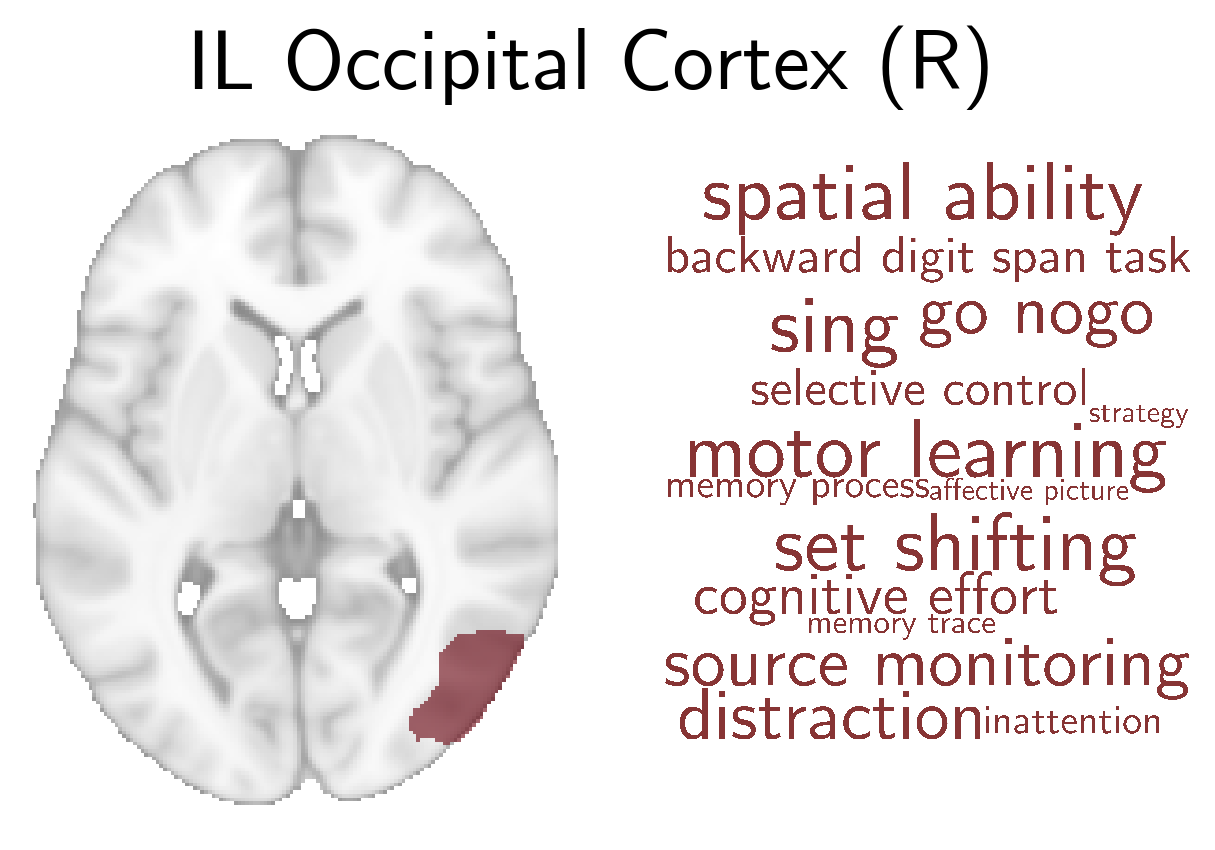 IL Occipital Cortex (R)
spatial ability
backward digit span task
sing go nogo
selective control
strategy
motor learning
memory process affective picture
set shifting
cognitive effort
memory trace
source monitoring
distraction inattention